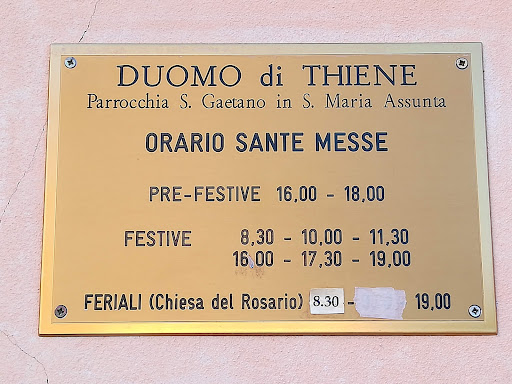 DUOMO di THIENE
Parrocchia S. Gaetano in S. Maria Assunta
ORARIO SANTE MESSE
PRE-FESTIVE 16,00 - 18,00
FESTIVE 8,30 - 10,00 - 11,30
16,00 - 17,30 - 19,00
FERIALI (Chiesa del Rosario) 8.30 - 19,00